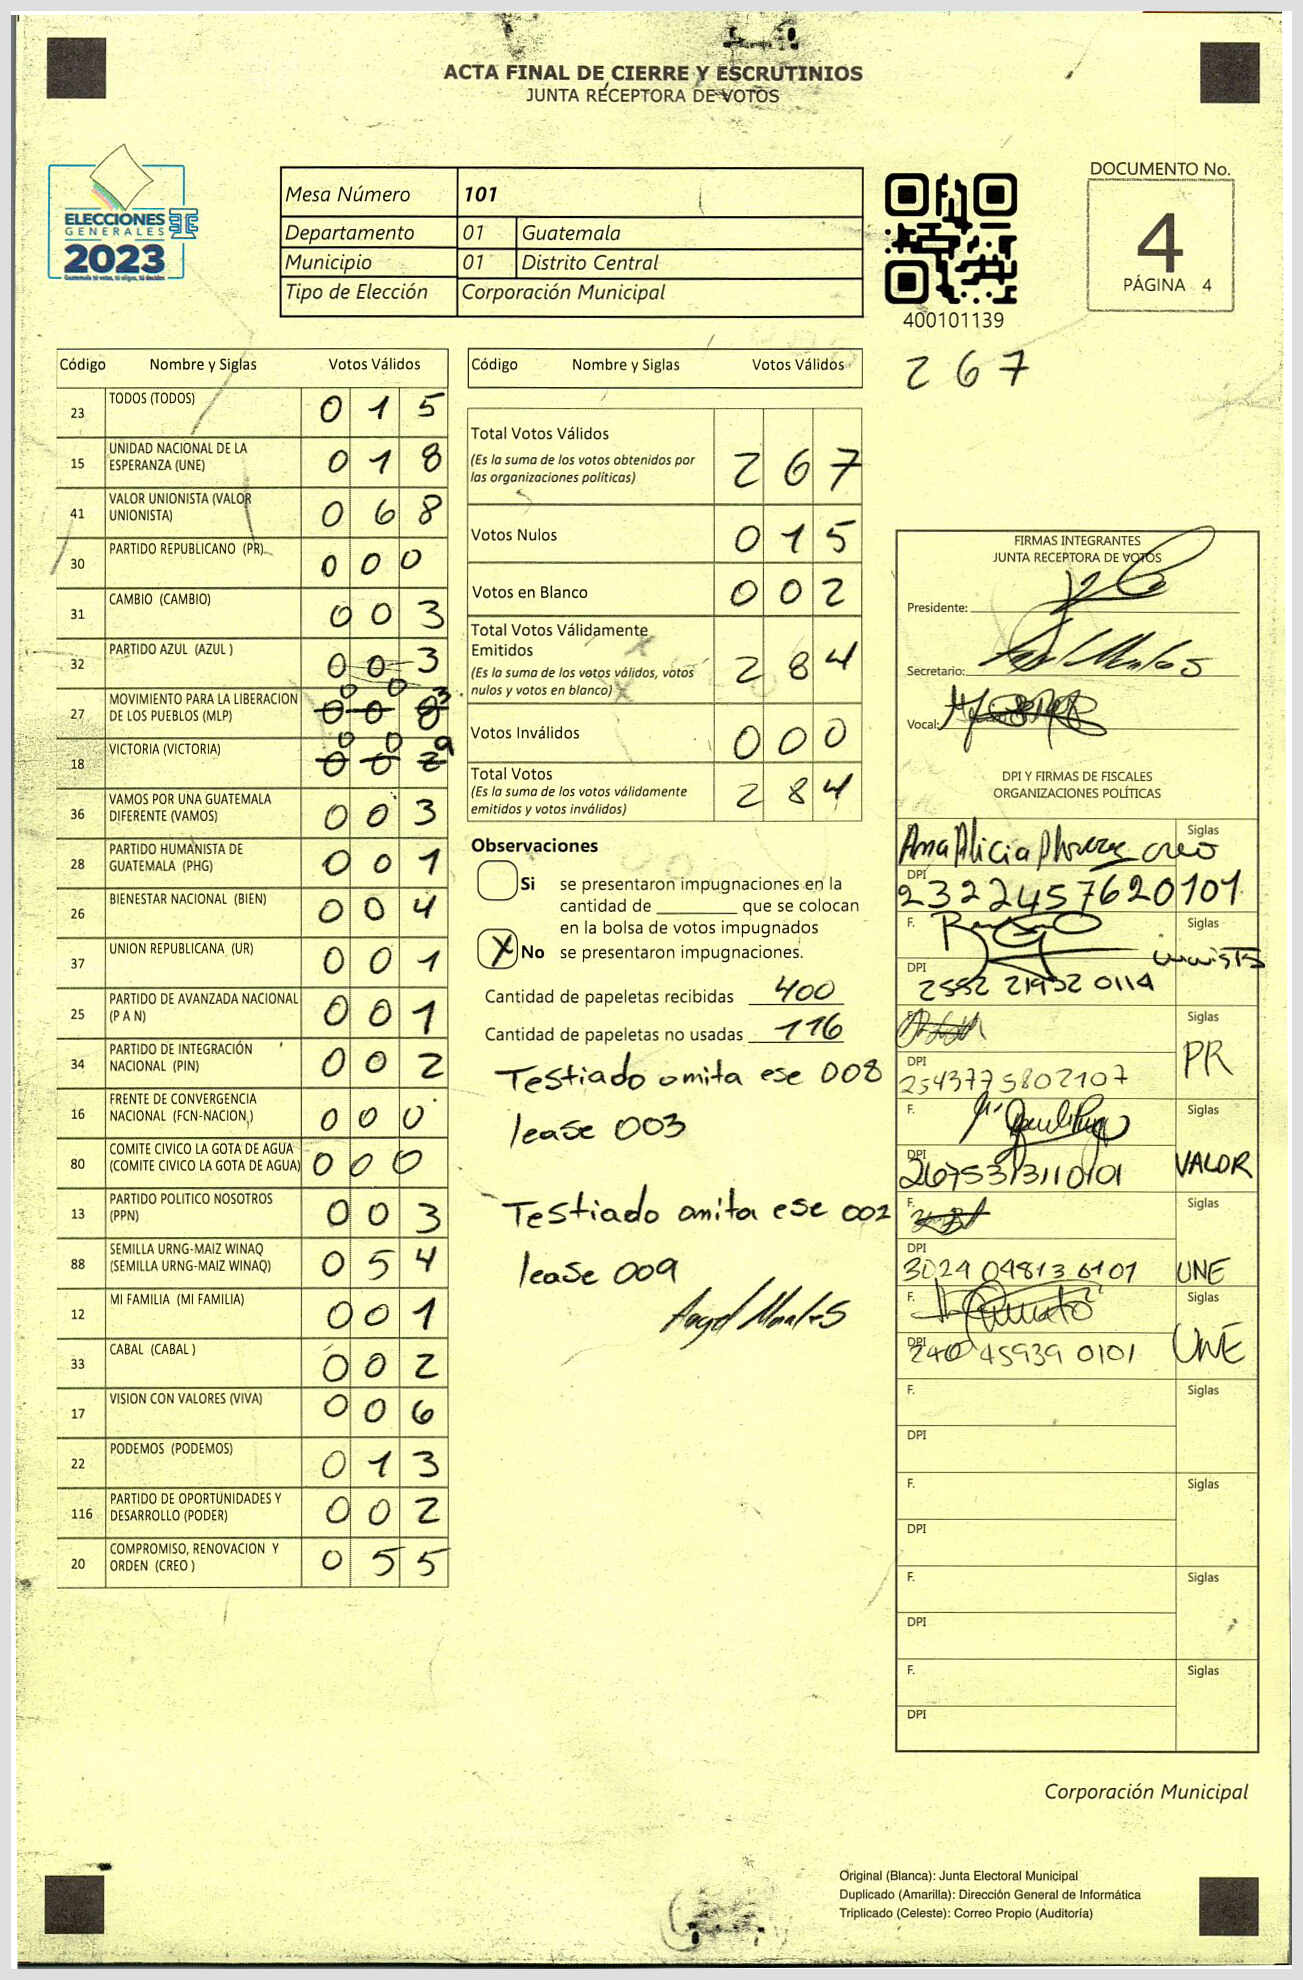 ACTA FINAL DE CIERRE Y ESCRUTINIOS
JUNTA RECEPTORA DE VOTOS
ELECCIONES
GENERALES
2023
Mesa Número 101
Departamento 01 Guatemala
Municipio 01 Distrito Central
Tipo de Elección Corporación Municipal
400101139
DOCUMENTO No.
4
PÁGINA 4
267
Código Nombre y Siglas Votos Válidos
23 TODOS (TODOS) 0 1 5
15 UNIDAD NACIONAL DE LA
ESPERANZA (UNE) 0 1 8
41 VALOR UNIONISTA (VALOR
UNIONISTA) 0 6 8
30 PARTIDO REPUBLICANO (PR) 0 0 0
31 CAMBIO (CAMBIO) 0 0 3
32 PARTIDO AZUL (AZUL ) 0 0 3
27 MOVIMIENTO PARA LA LIBERACION
DE LOS PUEBLOS (MLP) 0 0 3
18 VICTORIA (VICTORIA) 0 0 9
36 VAMOS POR UNA GUATEMALA
DIFERENTE (VAMOS) 0 0 3
28 PARTIDO HUMANISTA DE
GUATEMALA (PHG) 0 0 1
26 BIENESTAR NACIONAL (BIEN) 0 0 4
37 UNION REPUBLICANA (UR) 0 0 1
25 PARTIDO DE AVANZADA NACIONAL
(P A N) 0 0 1
34 PARTIDO DE INTEGRACIÓN
NACIONAL (PIN) 0 0 2
16 FRENTE DE CONVERGENCIA
NACIONAL (FCN-NACION,) 0 0 0
80 COMITE CIVICO LA GOTA DE AGUA
(COMITE CIVICO LA GOTA DE AGUA) 0 0 0
13 PARTIDO POLITICO NOSOTROS
(PPN) 0 0 3
88 SEMILLA URNG-MAIZ WINAQ
(SEMILLA URNG-MAIZ WINAQ) 0 5 4
12 MI FAMILIA (MI FAMILIA) 0 0 1
33 CABAL (CABAL ) 0 0 2
17 VISION CON VALORES (VIVA) 0 0 6
22 PODEMOS (PODEMOS) 0 1 3
116 PARTIDO DE OPORTUNIDADES Y
DESARROLLO (PODER) 0 0 2
20 COMPROMISO, RENOVACION Y
ORDEN (CREO ) 0 5 5
Código Nombre y Siglas Votos Válidos
Total Votos Válidos
(Es la suma de los votos obtenidos por
las organizaciones políticas) 2 6 7
Votos Nulos 0 1 5
Votos en Blanco 0 0 2
Total Votos Válidamente
Emitidos
(Es la suma de los votos válidos, votos
nulos y votos en blanco) 2 8 4
Votos Inválidos 0 0 0
Total Votos
(Es la suma de los votos válidamente
emitidos y votos inválidos) 2 8 4
Observaciones
Si se presentaron impugnaciones en la
cantidad de ________ que se colocan
en la bolsa de votos impugnados
X No se presentaron impugnaciones.
Cantidad de papeletas recibidas 400
Cantidad de papeletas no usadas 116
Testiado omita ese 008
lease 003
Testiado omita ese 002
lease 009
Angel Morales
FIRMAS INTEGRANTES
JUNTA RECEPTORA DE VOTOS
Presidente:
Secretario:
Vocal:
DPI Y FIRMAS DE FISCALES
ORGANIZACIONES POLÍTICAS
Ana Alicia Siglas creo
DPI 2322457620101
F. Siglas
DPI 2552 21952 0114
F. Siglas PR
DPI 2543775802107
F. Siglas VALOR
DPI 2675313110101
F. Siglas UNE
DPI 3024 04813 0101
F. Siglas UNE
DPI 240 45939 0101
F. Siglas
DPI
F. Siglas
DPI
F. Siglas
DPI
F. Siglas
DPI
Corporación Municipal
Original (Blanca): Junta Electoral Municipal
Duplicado (Amarilla): Dirección General de Informática
Triplicado (Celeste): Correo Propio (Auditoría)